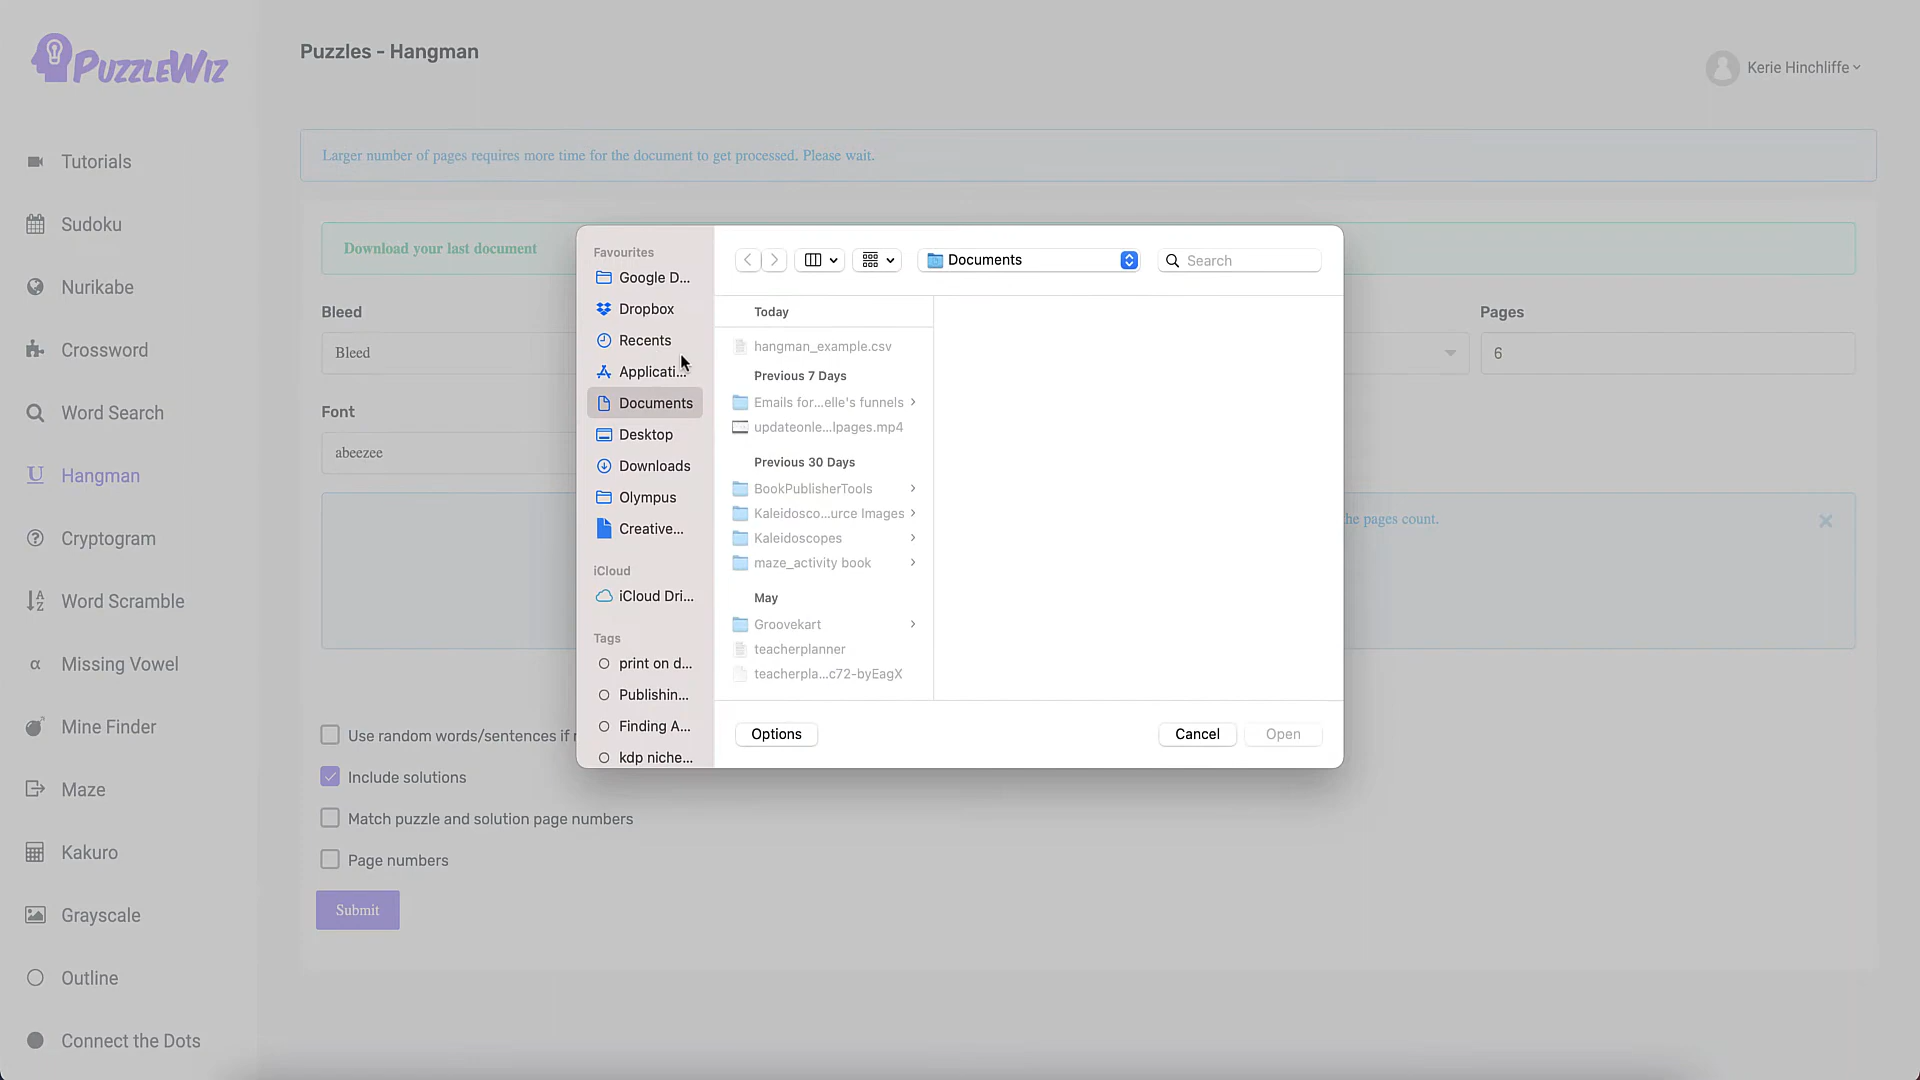 PUZZLEWIZ
Puzzles - Hangman
Kerie Hinchliffe
Larger number of pages requires more time for the document to get processed. Please wait.
Tutorials
Sudoku
Nurikabe
Crossword
Word Search
Hangman
Cryptogram
Word Scramble
Missing Vowel
Mine Finder
Maze
Kakuro
Grayscale
Outline
Connect the Dots
Download your last document
Bleed
Bleed
Pages
6
Font
abeezee
the pages count.
Use random words/sentences if
Include solutions
Match puzzle and solution page numbers
Page numbers
Submit
Favourites
Google D...
Dropbox
Recents
Applicati...
Documents
Desktop
Downloads
Olympus
Creative...
iCloud
iCloud Dri...
Tags
print on d...
Publishin...
Finding A...
kdp niche...
Documents
Search
Today
hangman_example.csv
Previous 7 Days
Emails for...elle's funnels
updateonle...lpages.mp4
Previous 30 Days
BookPublisherTools
Kaleidosco...urce Images
Kaleidoscopes
maze_activity book
May
Groovekart
teacherplanner
teacherpla...c72-byEagX
Options
Cancel
Open